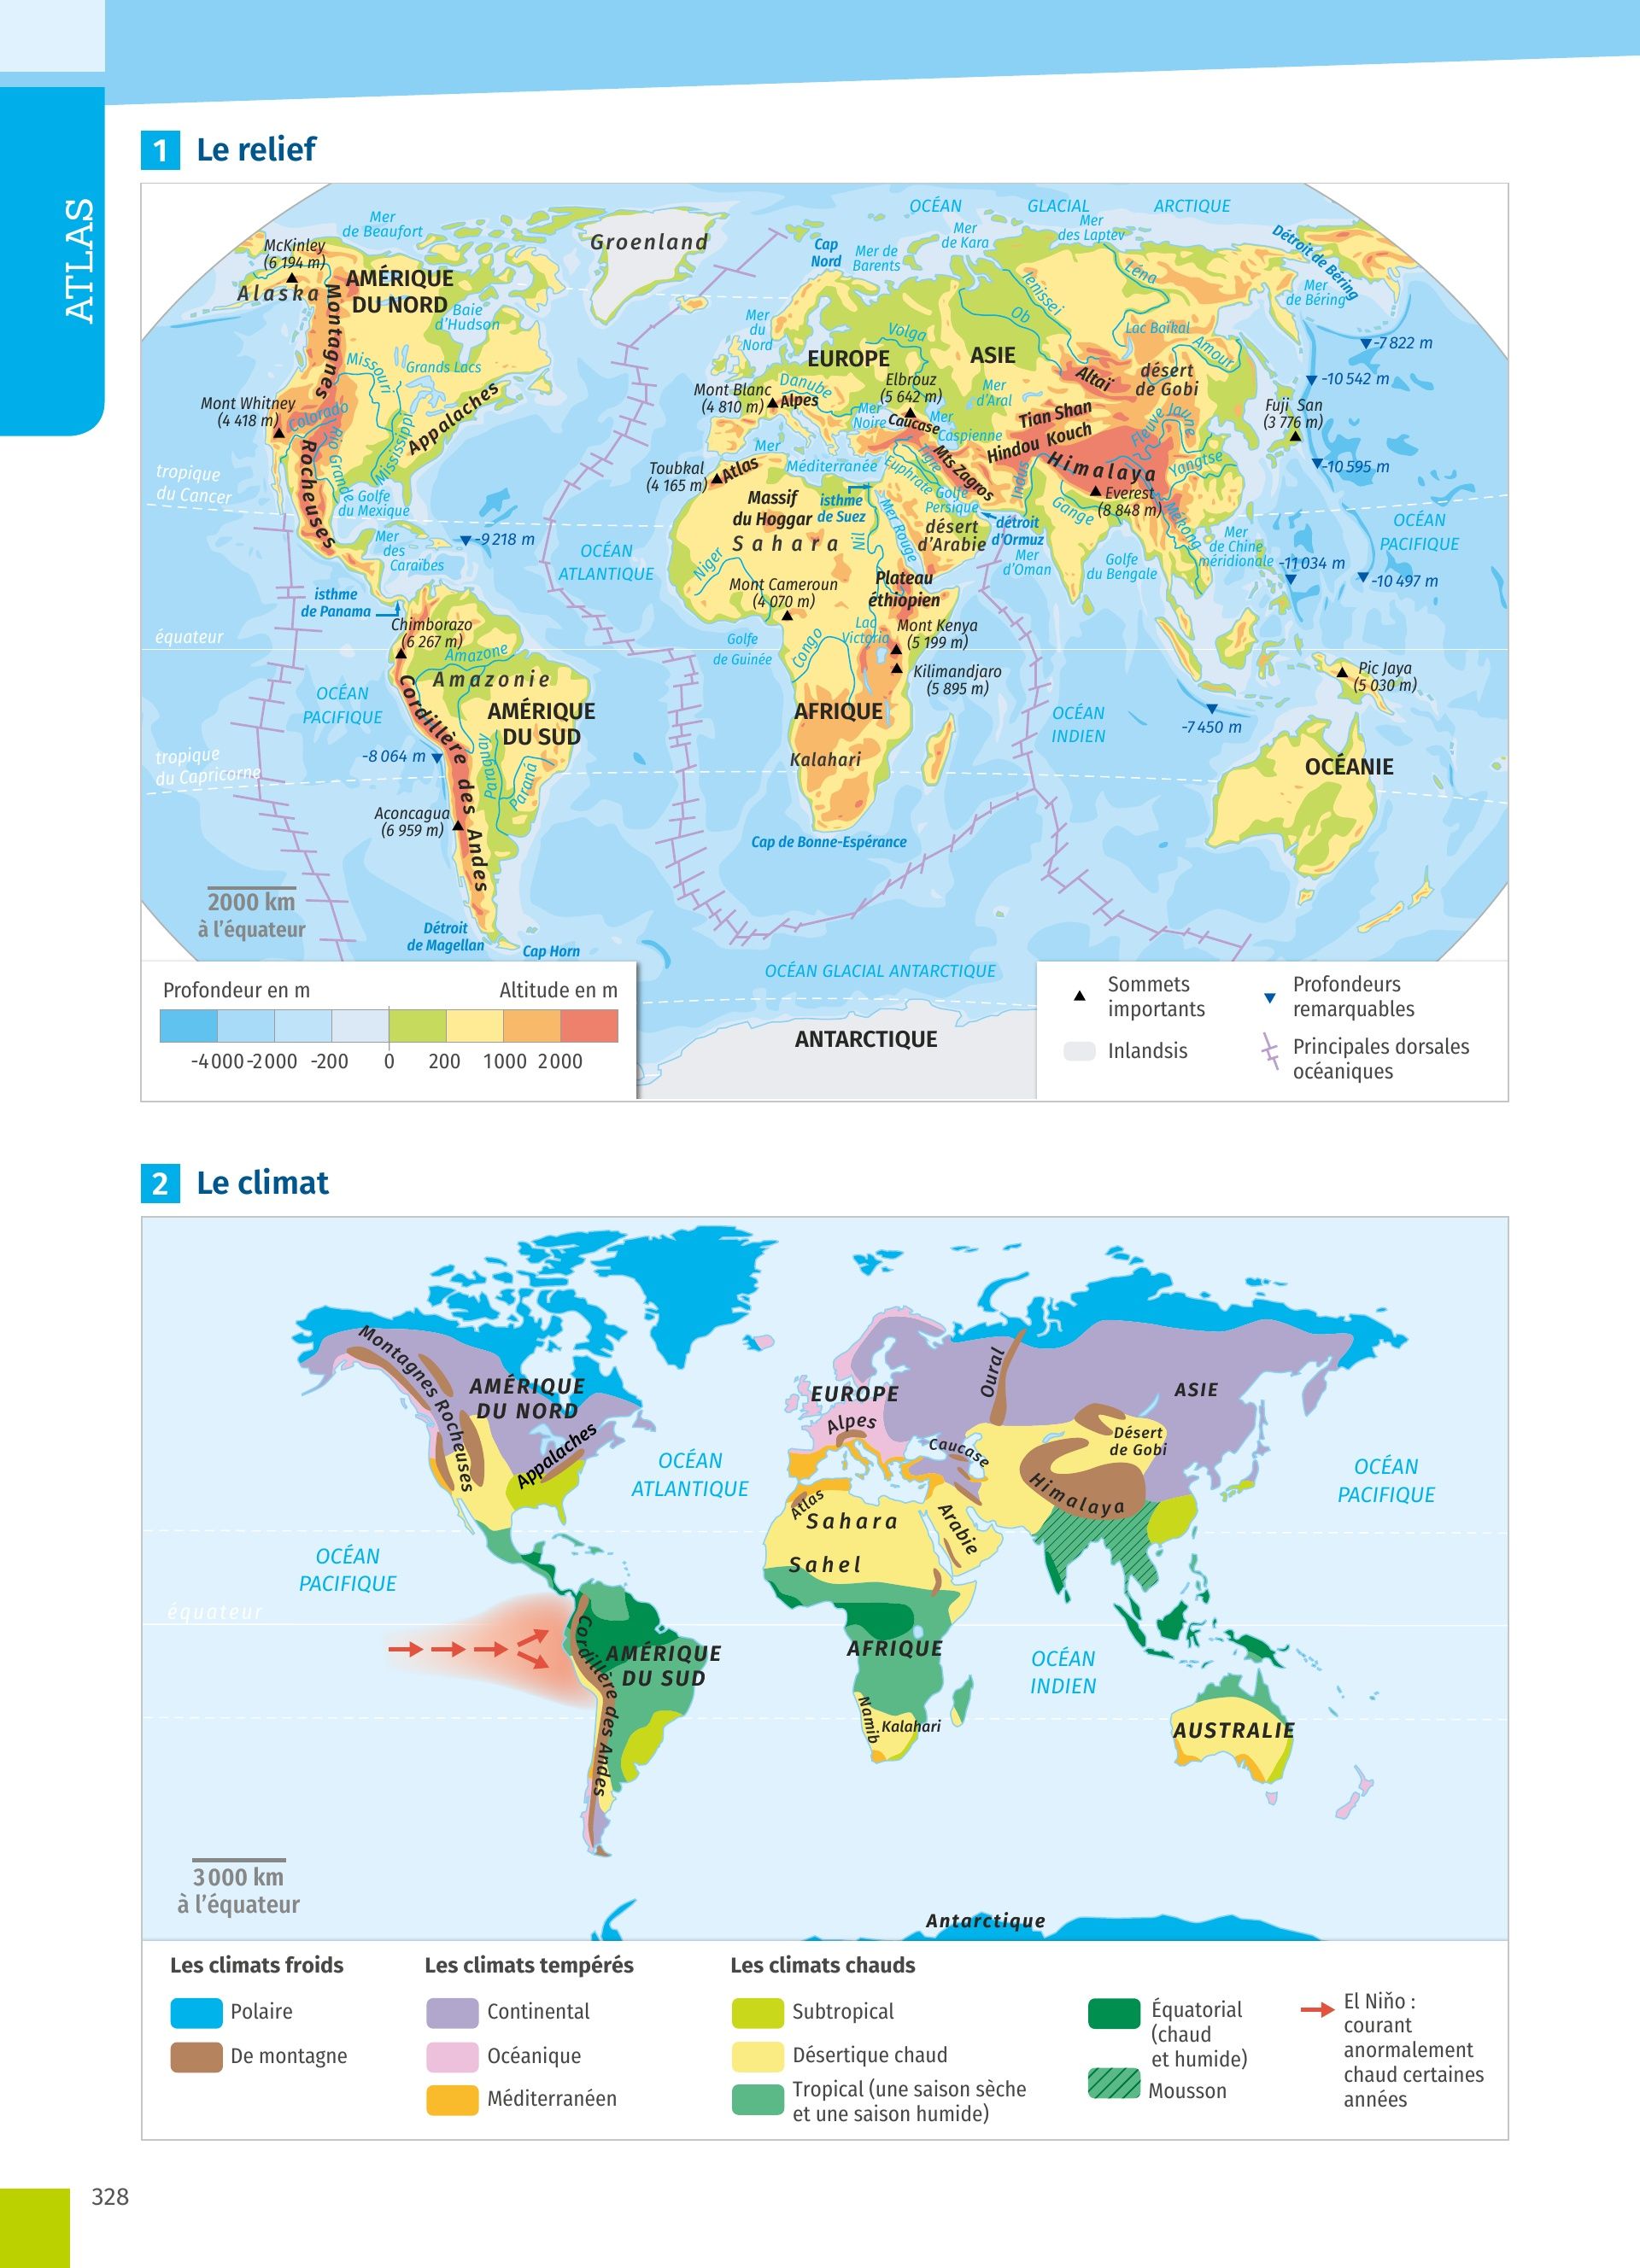 ATLAS
1 Le relief
OCÉAN GLACIAL ARCTIQUE
Mer
de Beaufort
McKinley
(6 194 m)
Alaska
AMÉRIQUE
DU NORD
Groenland
Cap
Nord
Mer de
Barents
Mer
de Kara
Mer
des Laptev
Détroit de Béring
Mer
de Béring
Baie
d'Hudson
Mer
du
Nord
Volga
Ob
Ienisseï
Léna
Lac Baïkal
Amour
-7 822 m
Montagnes
Rocheuses
Missouri
Grands Lacs
EUROPE
ASIE
Altaï
désert
de Gobi
-10 542 m
Mont Whitney
(4 418 m)
Colorado
Rio Grande
Mississippi
Appalaches
Mont Blanc
(4 810 m)
Alpes
Danube
Elbrouz
(5 642 m)
Mer
d'Aral
Mer
Noire
Caucase
Mer
Caspienne
Tian Shan
Hindou Kouch
Fleuve Jaune
Fuji San
(3 776 m)
tropique
du Cancer
Golfe
du Mexique
Toubkal
(4 165 m)
Atlas
Mer
Méditerranée
Tigre
Euphrate
Mts Zagros
Himalaya
Indus
Yangtse
-10 595 m
Massif
du Hoggar
isthme
de Suez
Golfe
Persique
Everest
(8 848 m)
Gange
Mékong
Mer
des
Caraïbes
-9 218 m
OCÉAN
ATLANTIQUE
Sahara
Nil
Mer Rouge
désert
d'Arabie
détroit
d'Ormuz
Mer
d'Oman
Golfe
du Bengale
Mer
de Chine
méridionale
OCÉAN
PACIFIQUE
-11 034 m
-10 497 m
isthme
de Panama
Niger
Mont Cameroun
(4 070 m)
Plateau
éthiopien
Chimborazo
(6 267 m)
équateur
Amazone
Golfe
de Guinée
Congo
Lac
Victoria
Mont Kenya
(5 199 m)
Kilimandjaro
(5 895 m)
Pic Jaya
(5 030 m)
OCÉAN
PACIFIQUE
Amazonie
AMÉRIQUE
DU SUD
AFRIQUE
OCÉAN
INDIEN
-7 450 m
tropique
du Capricorne
-8 064 m
Cordillère des Andes
Paraguay
Paraná
Kalahari
OCÉANIE
Aconcagua
(6 959 m)
Cap de Bonne-Espérance
2000 km
à l'équateur
Détroit
de Magellan
Cap Horn
OCÉAN GLACIAL ANTARCTIQUE
ANTARCTIQUE
Profondeur en m Altitude en m
-4 000 -2 000 -200 0 200 1000 2000
Sommets
importants
Profondeurs
remarquables
Inlandsis
Principales dorsales
océaniques
2 Le climat
Montagnes Rocheuses
AMÉRIQUE
DU NORD
Appalaches
EUROPE
Alpes
Oural
ASIE
Caucase
Désert
de Gobi
Himalaya
OCÉAN
ATLANTIQUE
OCÉAN
PACIFIQUE
Atlas
Sahara
Arabie
Sahel
OCÉAN
PACIFIQUE
équateur
Cordillère des Andes
AMÉRIQUE
DU SUD
AFRIQUE
OCÉAN
INDIEN
Namib
Kalahari
AUSTRALIE
3 000 km
à l'équateur
Antarctique
Les climats froids
Polaire
De montagne
Les climats tempérés
Continental
Océanique
Méditerranéen
Les climats chauds
Subtropical
Désertique chaud
Tropical (une saison sèche
et une saison humide)
Équatorial
(chaud
et humide)
Mousson
El Niño :
courant
anormalement
chaud certaines
années
328